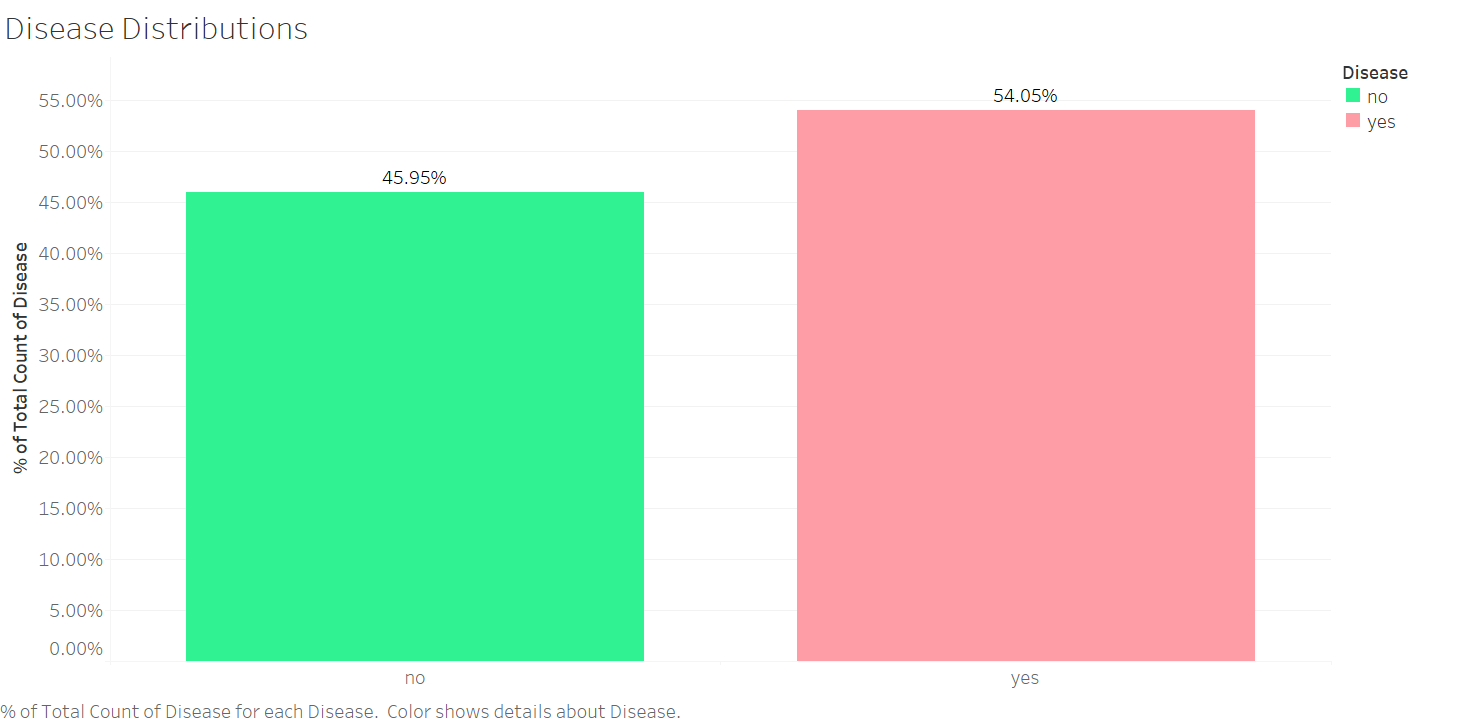 Disease Distributions
Disease
no
yes
% of Total Count of Disease
55.00%
50.00%
45.00%
40.00%
35.00%
30.00%
25.00%
20.00%
15.00%
10.00%
5.00%
0.00%
45.95%
54.05%
no
yes
% of Total Count of Disease for each Disease.  Color shows details about Disease.